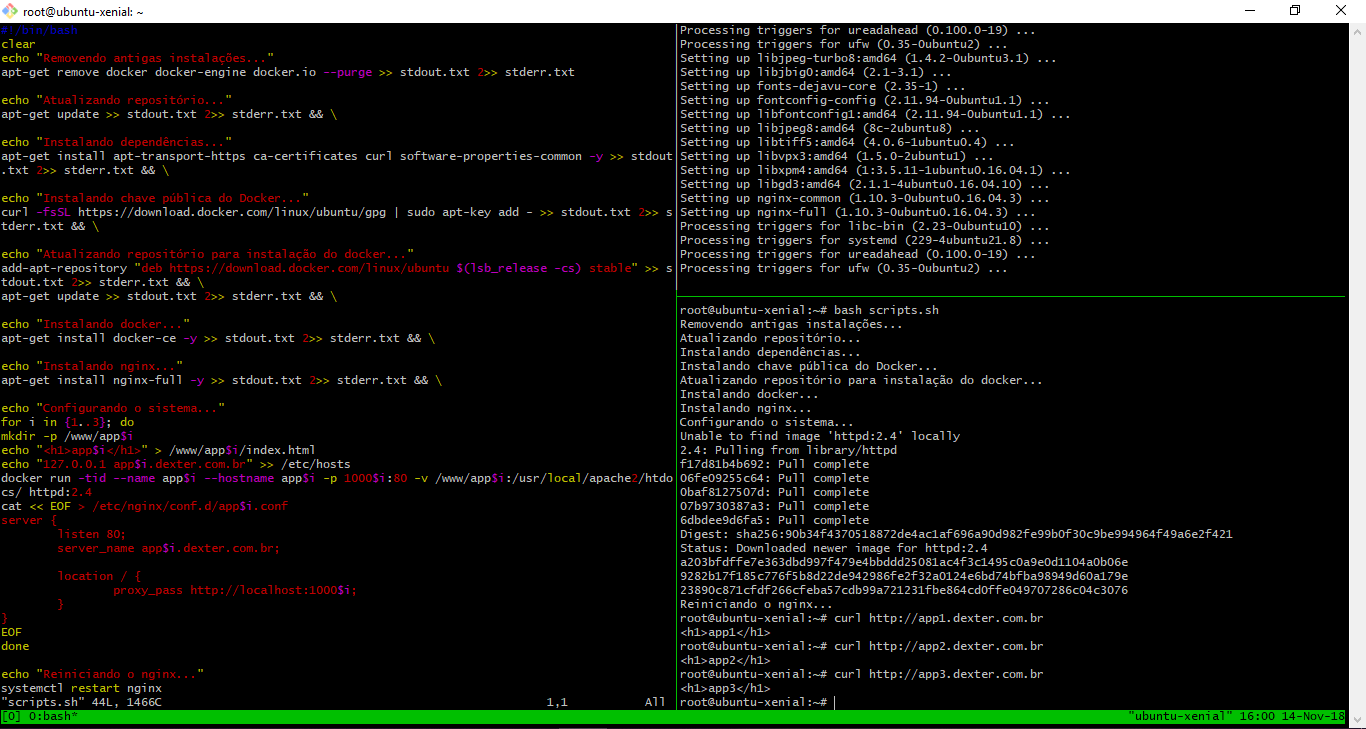 root@ubuntu-xenial: ~
#!/bin/bash
clear
echo "Removendo antigas instalações..."
apt-get remove docker docker-engine docker.io --purge >> stdout.txt 2>> stderr.txt

echo "Atualizando repositório..."
apt-get update >> stdout.txt 2>> stderr.txt && \

echo "Instalando dependências..."
apt-get install apt-transport-https ca-certificates curl software-properties-common -y >> stdout
.txt 2>> stderr.txt && \

echo "Instalando chave pública do Docker..."
curl -fsSL https://download.docker.com/linux/ubuntu/gpg | sudo apt-key add - >> stdout.txt 2>> s
tderr.txt && \

echo "Atualizando repositório para instalação do docker..."
add-apt-repository "deb https://download.docker.com/linux/ubuntu $(lsb_release -cs) stable" >> s
tdout.txt 2>> stderr.txt && \
apt-get update >> stdout.txt 2>> stderr.txt && \

echo "Instalando docker..."
apt-get install docker-ce -y >> stdout.txt 2>> stderr.txt && \

echo "Instalando nginx..."
apt-get install nginx-full -y >> stdout.txt 2>> stderr.txt && \

echo "Configurando o sistema..."
for i in {1..3}; do
mkdir -p /www/app$i
echo "<h1>app$i</h1>" > /www/app$i/index.html
echo "127.0.0.1 app$i.dexter.com.br" >> /etc/hosts
docker run -tid --name app$i --hostname app$i -p 1000$i:80 -v /www/app$i:/usr/local/apache2/htdo
cs/ httpd:2.4
cat << EOF > /etc/nginx/conf.d/app$i.conf
server {
        listen 80;
        server_name app$i.dexter.com.br;

        location / {
                proxy_pass http://localhost:1000$i;
        }
}
EOF
done

echo "Reiniciando o nginx..."
systemctl restart nginx
"scripts.sh" 44L, 1466C 1,1 All
Processing triggers for ureadahead (0.100.0-19) ...
Processing triggers for ufw (0.35-0ubuntu2) ...
Setting up libjpeg-turbo8:amd64 (1.4.2-0ubuntu3.1) ...
Setting up libjbig0:amd64 (2.1-3.1) ...
Setting up fonts-dejavu-core (2.35-1) ...
Setting up fontconfig-config (2.11.94-0ubuntu1.1) ...
Setting up libfontconfig1:amd64 (2.11.94-0ubuntu1.1) ...
Setting up libjpeg8:amd64 (8c-2ubuntu8) ...
Setting up libtiff5:amd64 (4.0.6-1ubuntu0.4) ...
Setting up libvpx3:amd64 (1.5.0-2ubuntu1) ...
Setting up libxpm4:amd64 (1:3.5.11-1ubuntu0.16.04.1) ...
Setting up libgd3:amd64 (2.1.1-4ubuntu0.16.04.10) ...
Setting up nginx-common (1.10.3-0ubuntu0.16.04.3) ...
Setting up nginx-full (1.10.3-0ubuntu0.16.04.3) ...
Processing triggers for libc-bin (2.23-0ubuntu10) ...
Processing triggers for systemd (229-4ubuntu21.8) ...
Processing triggers for ureadahead (0.100.0-19) ...
Processing triggers for ufw (0.35-0ubuntu2) ...
root@ubuntu-xenial:~# bash scripts.sh
Removendo antigas instalações...
Atualizando repositório...
Instalando dependências...
Instalando chave pública do Docker...
Atualizando repositório para instalação do docker...
Instalando docker...
Instalando nginx...
Configurando o sistema...
Unable to find image 'httpd:2.4' locally
2.4: Pulling from library/httpd
f17d81b4b692: Pull complete
06fe09255c64: Pull complete
0baf8127507d: Pull complete
07b9730387a3: Pull complete
6dbdee9d6fa5: Pull complete
Digest: sha256:90b34f4370518872de4ac1af696a90d982fe99b0f30c9be994964f49a6e2f421
Status: Downloaded newer image for httpd:2.4
a203bfdffe7e363dbd997f479e4bbddd25081ac4f3c1495c0a9e0d1104a0b06e
9282b17f185c776f5b8d22de942986fe2f32a0124e6bd74bfba98949d60a179e
23890c871cfdf266cfeba57cdb99a721231fbe864cd0ffe049707286c04c3076
Reiniciando o nginx...
root@ubuntu-xenial:~# curl http://app1.dexter.com.br
<h1>app1</h1>
root@ubuntu-xenial:~# curl http://app2.dexter.com.br
<h1>app2</h1>
root@ubuntu-xenial:~# curl http://app3.dexter.com.br
<h1>app3</h1>
root@ubuntu-xenial:~#
[0] 0:bash* "ubuntu-xenial" 16:00 14-Nov-18